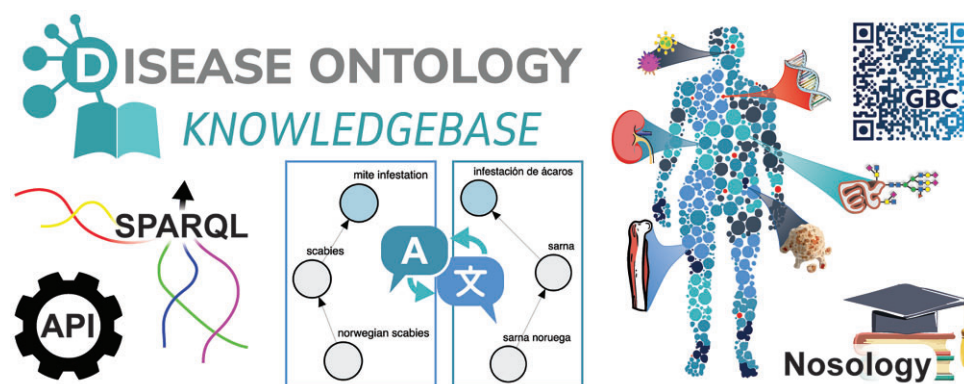 DISEASE ONTOLOGY
KNOWLEDGEBASE
SPARQL
API
mite infestation
scabies
norwegian scabies
A
文
infestación de ácaros
sarna
sarna noruega
GBC
Nosology